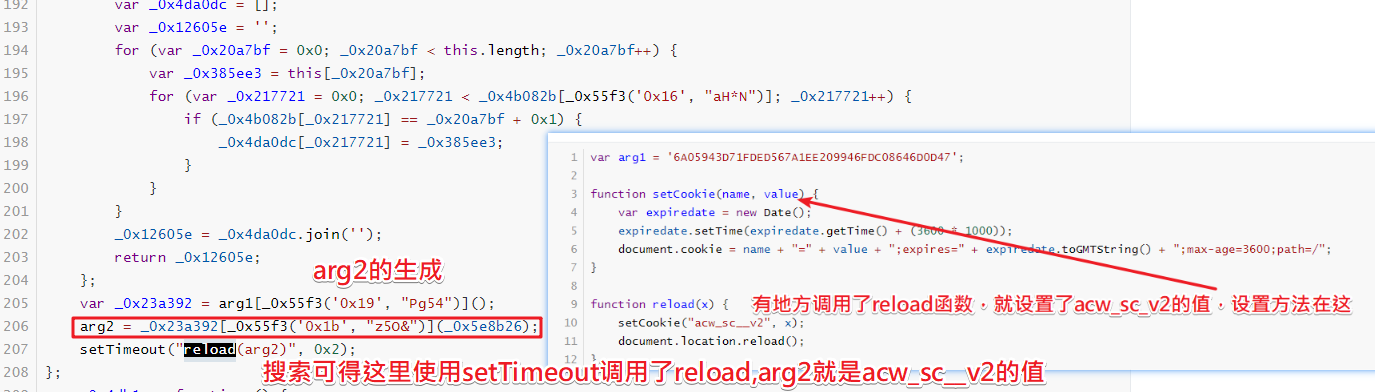 192 var _0x4da0dc = [];
193 var _0x12605e = '';
194 for (var _0x20a7bf = 0x0; _0x20a7bf < this.length; _0x20a7bf++) {
195 var _0x385ee3 = this[_0x20a7bf];
196 for (var _0x217721 = 0x0; _0x217721 < _0x4b082b[_0x55f3('0x16', "aH*N")]; _0x217721++) {
197 if (_0x4b082b[_0x217721] == _0x20a7bf + 0x1) {
198 _0x4da0dc[_0x217721] = _0x385ee3;
199 }
200 }
201 }
202 _0x12605e = _0x4da0dc.join('');
203 return _0x12605e;
204 };
arg2的生成
205 var _0x23a392 = arg1[_0x55f3('0x19', "Pg54")]();
206 arg2 = _0x23a392[_0x55f3('0x1b', "z5O&")](_0x5e8b26);
207 setTimeout("reload(arg2)", 0x2);
208 };
搜索可得这里使用setTimeout调用了reload,arg2就是acw_sc__v2的值
1 var arg1 = '6A05943D71FDED567A1EE209946FDC08646D0D47';
2
3 function setCookie(name, value) {
4 var expiredate = new Date();
5 expiredate.setTime(expiredate.getTime() + (3600 * 1000));
6 document.cookie = name + "=" + value + ";expires=" + expiredate.toGMTString() + ";max-age=3600;path=/";
7 }
8
有地方调用了reload函数，就设置了acw_sc_v2的值，设置方法在这
9 function reload(x) {
10 setCookie("acw_sc__v2", x);
11 document.location.reload();
12 }